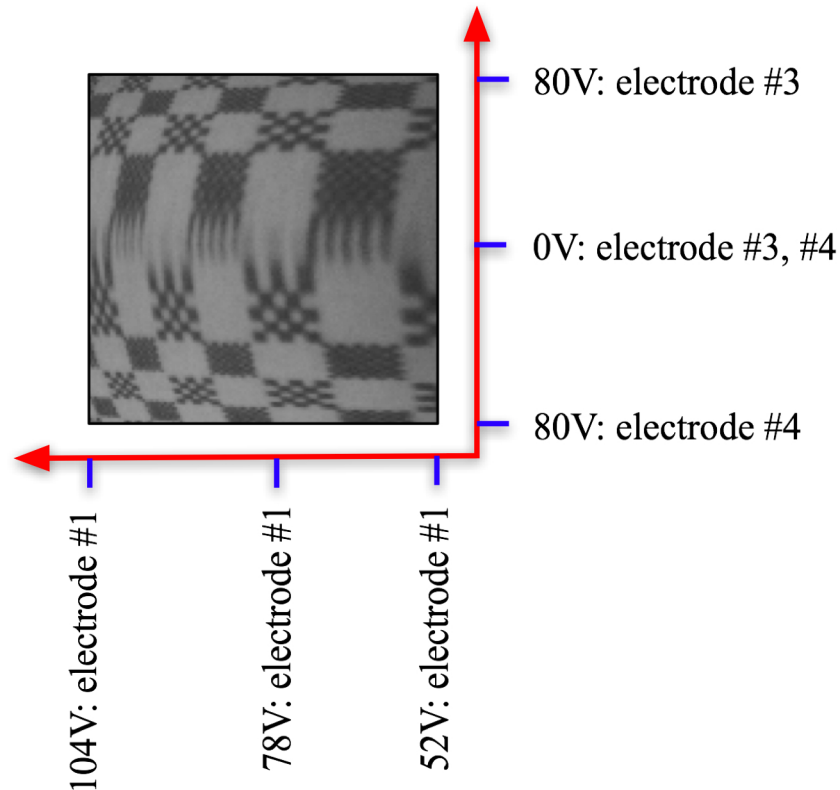 80V: electrode #3
0V: electrode #3, #4
80V: electrode #4
104V: electrode #1
78V: electrode #1
52V: electrode #1